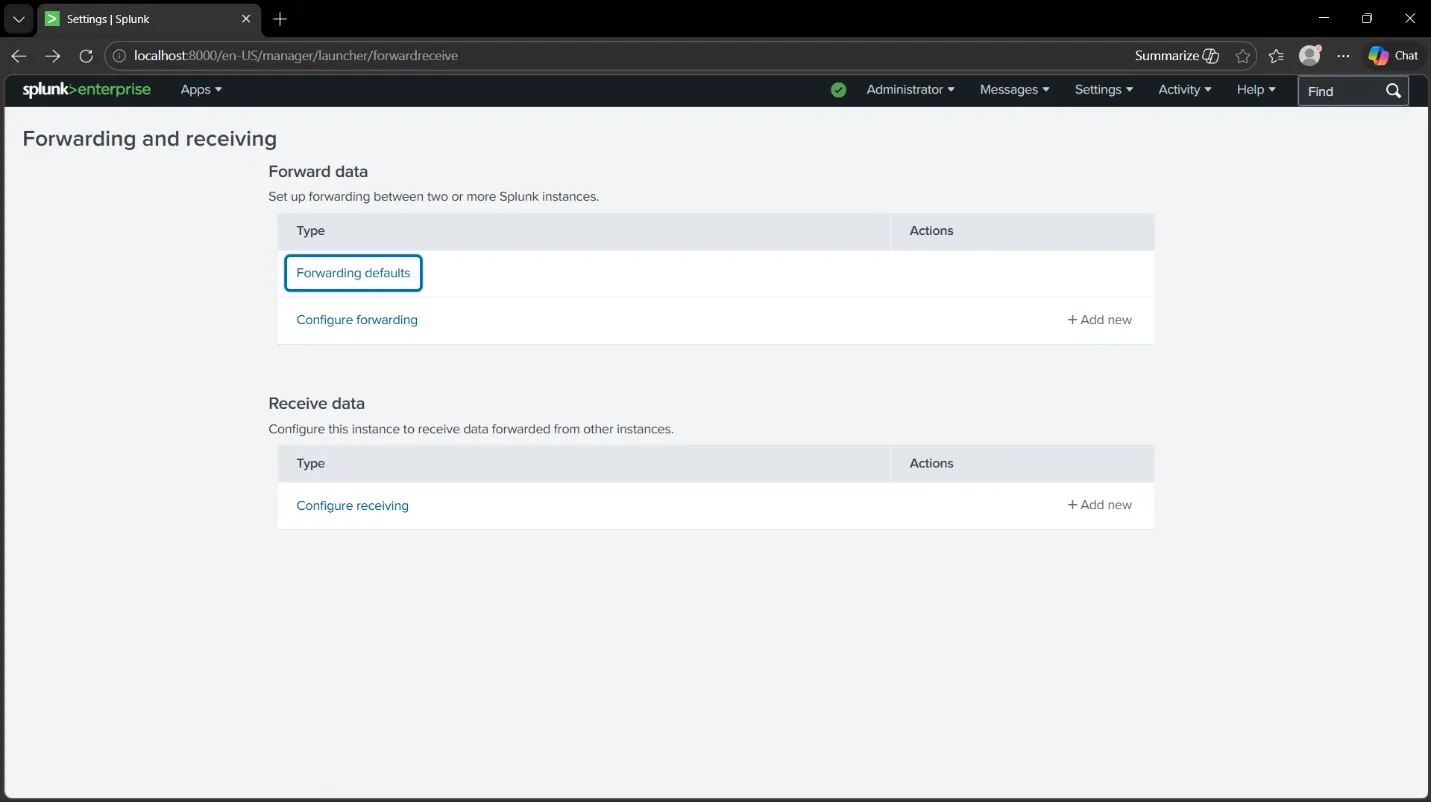 Settings | Splunk
localhost:8000/en-US/manager/launcher/forwardreceive
Summarize
Chat
splunk>enterprise Apps Administrator Messages Settings Activity Help Find
Forwarding and receiving
Forward data
Set up forwarding between two or more Splunk instances.
Type Actions
Forwarding defaults
Configure forwarding + Add new
Receive data
Configure this instance to receive data forwarded from other instances.
Type Actions
Configure receiving + Add new